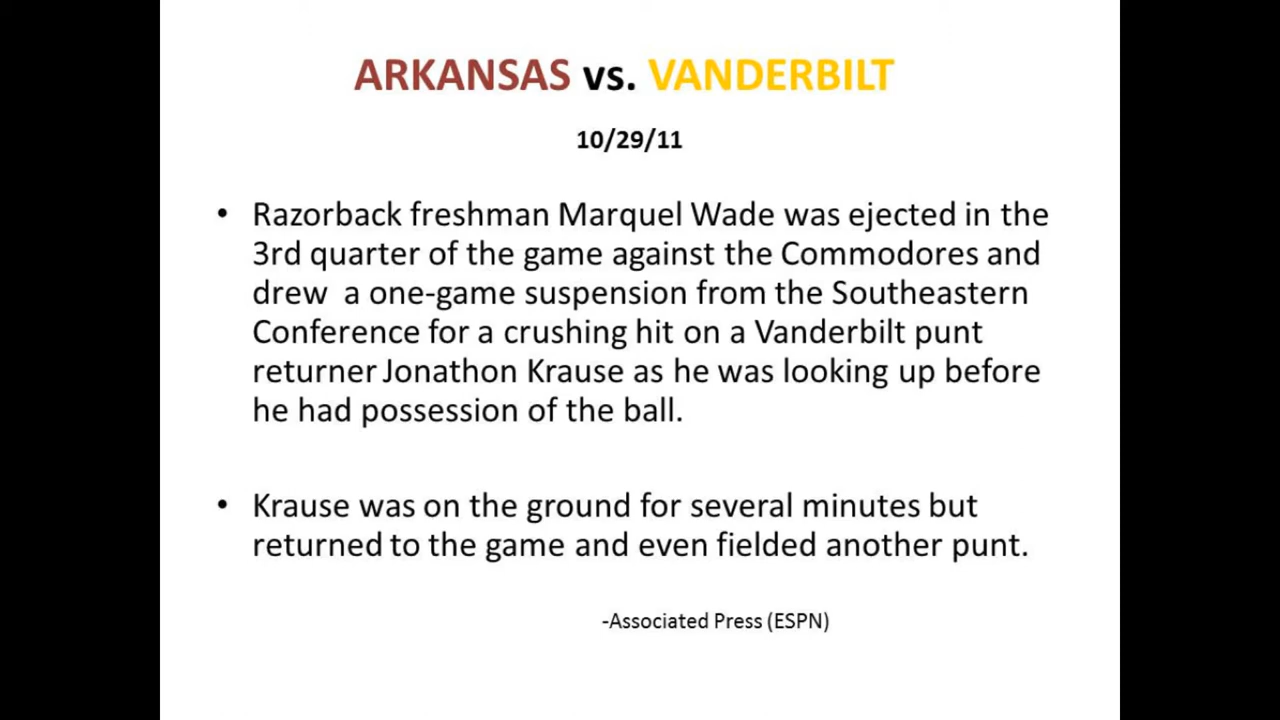 ARKANSAS vs. VANDERBILT
10/29/11
• Razorback freshman Marquel Wade was ejected in the
3rd quarter of the game against the Commodores and
drew  a one-game suspension from the Southeastern
Conference for a crushing hit on a Vanderbilt punt
returner Jonathon Krause as he was looking up before
he had possession of the ball.
• Krause was on the ground for several minutes but
returned to the game and even fielded another punt.
-Associated Press (ESPN)